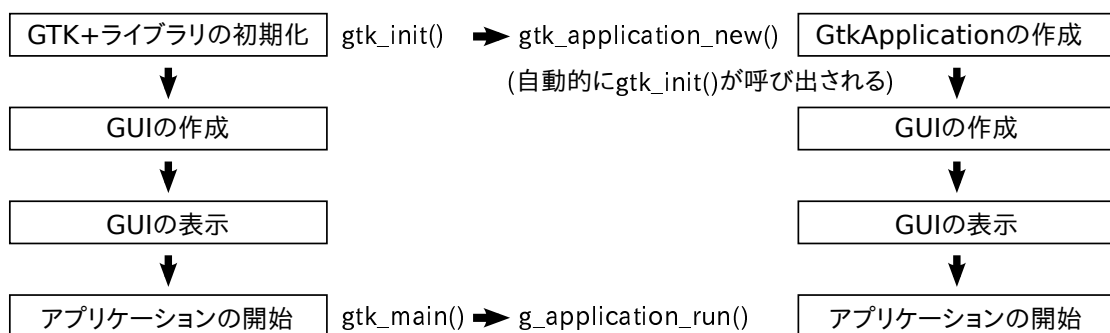 GTK+ライブラリの初期化 gtk_init() gtk_application_new() GtkApplicationの作成
(自動的にgtk_init()が呼び出される)
GUIの作成 GUIの作成
GUIの表示 GUIの表示
アプリケーションの開始 gtk_main() g_application_run() アプリケーションの開始